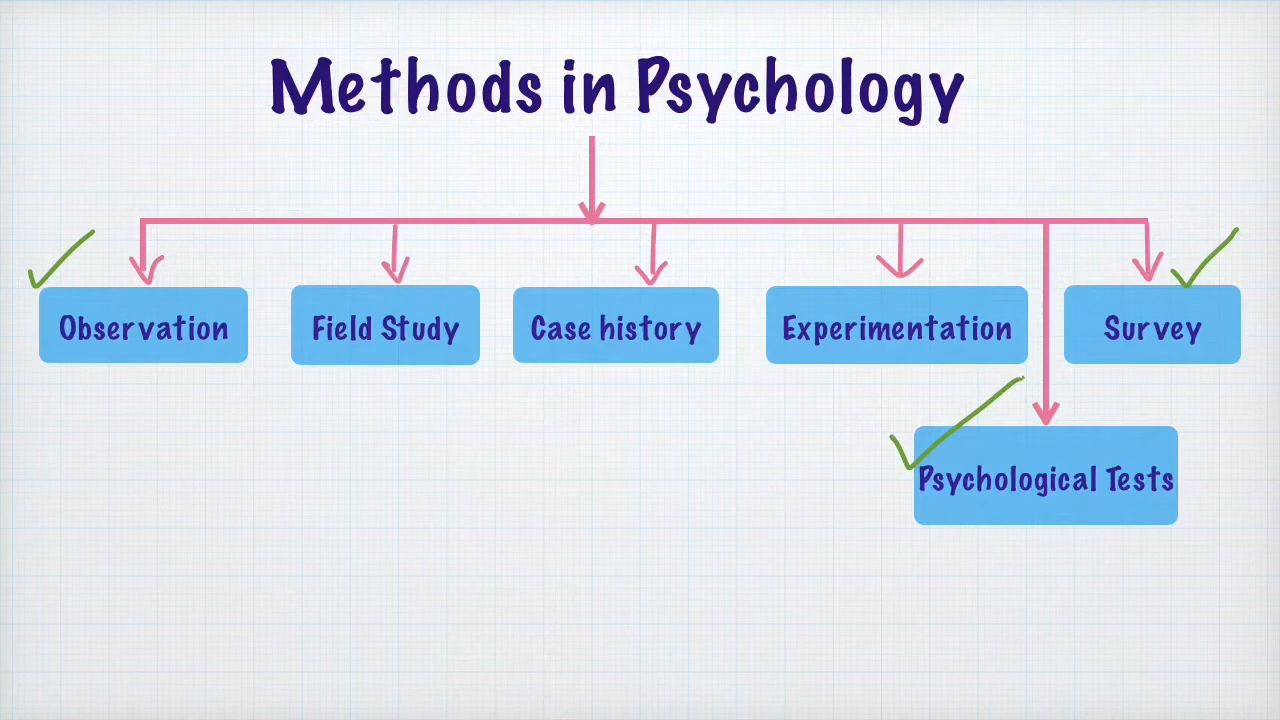 Methods in Psychology
Observation
Field Study
Case history
Experimentation
Survey
Psychological Tests